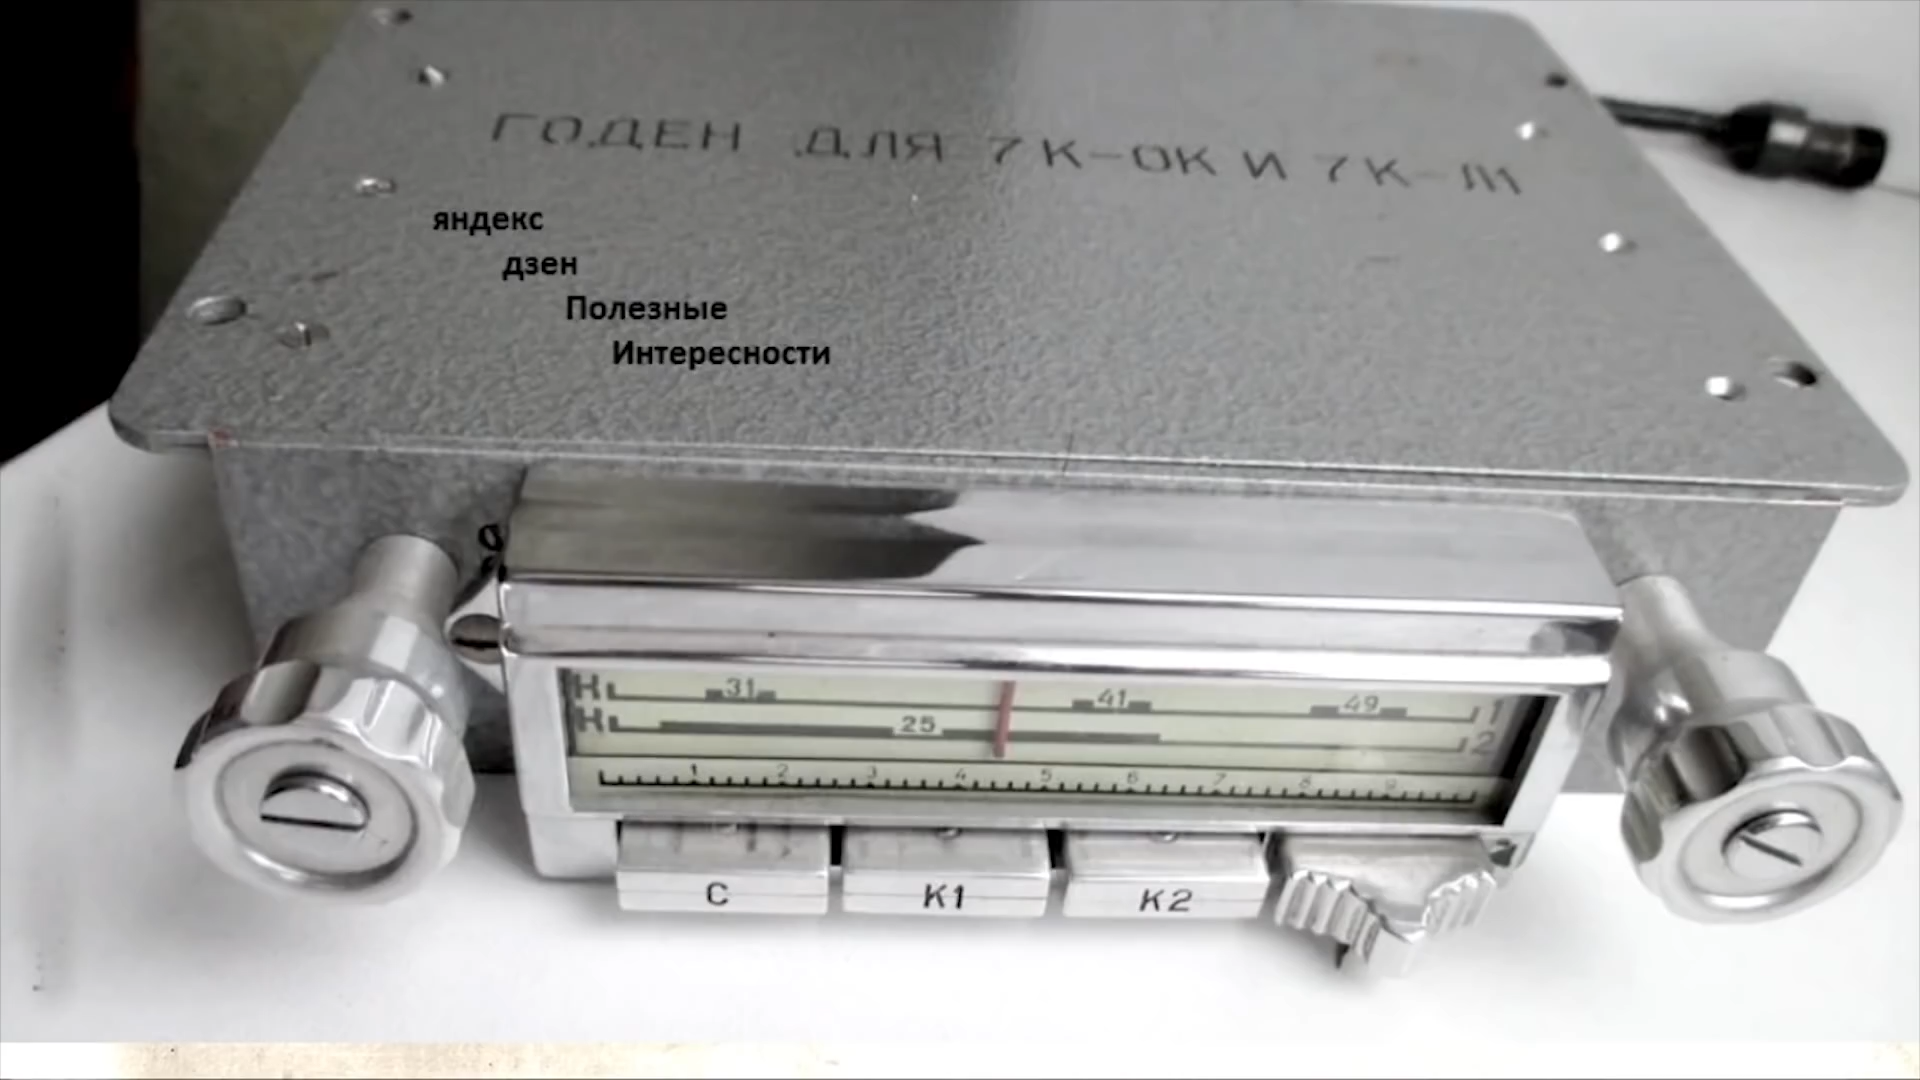 ГОДЕН ДЛЯ 7К-ОК И 7К-Л1
яндекс
дзен
Полезные
Интересности
К 31 41 49 1
К 25 2
1 2 3 4 5 6 7 8 9
С К1 К2